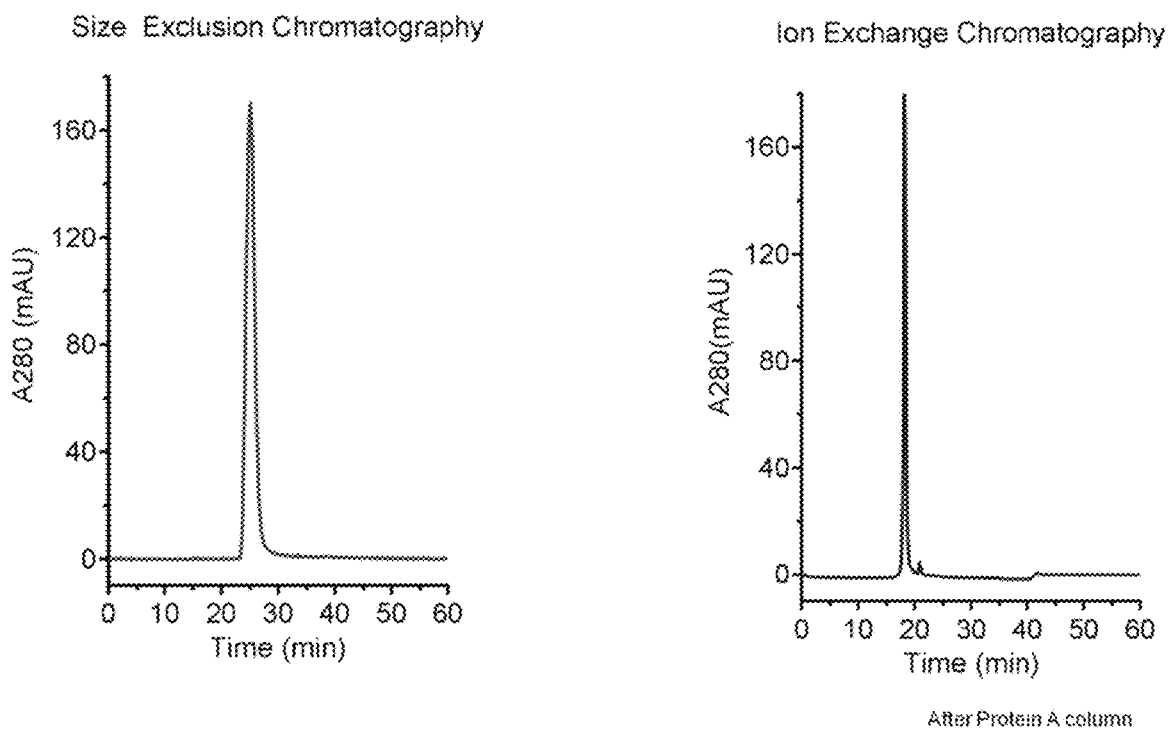 Size Exclusion Chromatography
160
120
80
40
0
A280 (mAU)
0 10 20 30 40 50 60
Time (min)
Ion Exchange Chromatography
160
120
80
40
0
A280(mAU)
0 10 20 30 40 50 60
Time (min)
After Protein A column